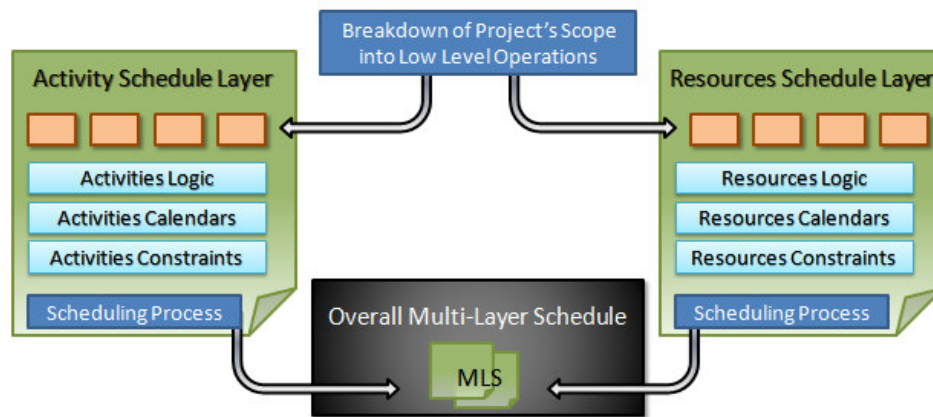 Breakdown of Project's Scope
into Low Level Operations
Activity Schedule Layer
Activities Logic
Activities Calendars
Activities Constraints
Scheduling Process
Resources Schedule Layer
Resources Logic
Resources Calendars
Resources Constraints
Scheduling Process
Overall Multi-Layer Schedule
MLS